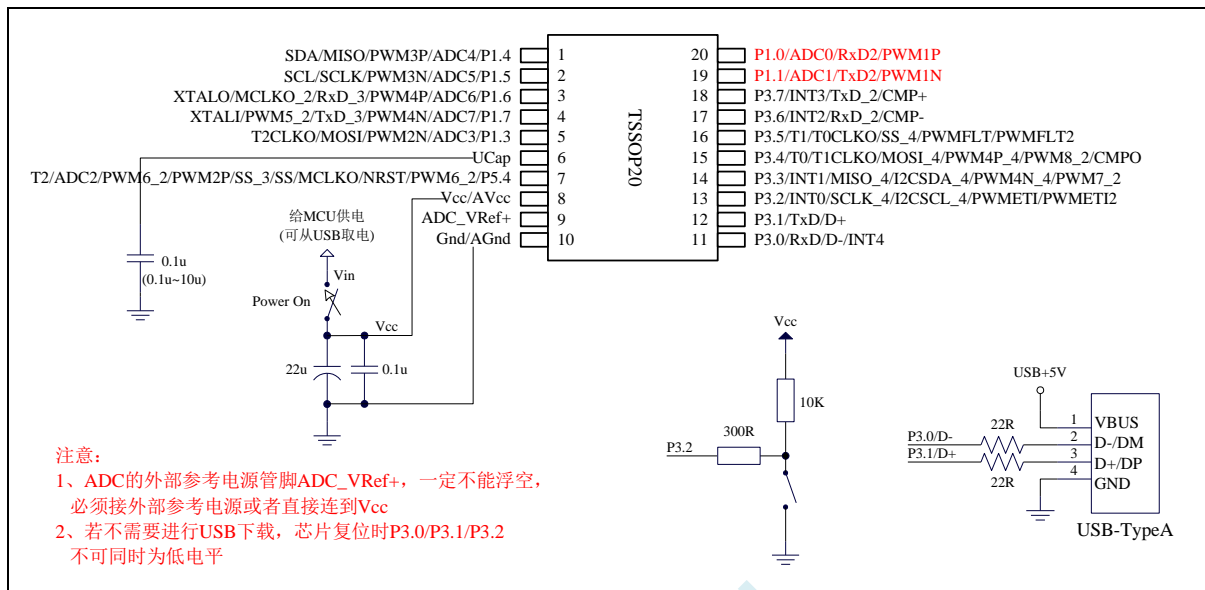 SDA/MISO/PWM3P/ADC4/P1.4
1
20
P1.0/ADC0/RxD2/PWM1P
SCL/SCLK/PWM3N/ADC5/P1.5
2
19
P1.1/ADC1/TxD2/PWM1N
XTALO/MCLKO_2/RxD_3/PWM4P/ADC6/P1.6
3
18
P3.7/INT3/TxD_2/CMP+
XTALI/PWM5_2/TxD_3/PWM4N/ADC7/P1.7
4
17
P3.6/INT2/RxD_2/CMP-
T2CLKO/MOSI/PWM2N/ADC3/P1.3
5
16
P3.5/T1/T0CLKO/SS_4/PWMFLT/PWMFLT2
UCap
6
15
P3.4/T0/T1CLKO/MOSI_4/PWM4P_4/PWM8_2/CMPO
T2/ADC2/PWM6_2/PWM2P/SS_3/SS/MCLKO/NRST/PWM6_2/P5.4
7
14
P3.3/INT1/MISO_4/I2CSDA_4/PWM4N_4/PWM7_2
Vcc/AVcc
8
13
P3.2/INT0/SCLK_4/I2CSCL_4/PWMETI/PWMETI2
ADC_VRef+
9
12
P3.1/TxD/D+
Gnd/AGnd
10
11
P3.0/RxD/D-/INT4
TSSOP20
给MCU供电
(可从USB取电)
0.1u
(0.1u~10u)
Vin
Power On
Vcc
22u
0.1u
Vcc
10K
300R
P3.2
USB+5V
22R
P3.0/D-
P3.1/D+
22R
1
VBUS
2
D-/DM
3
D+/DP
4
GND
USB-TypeA
注意：
1、ADC的外部参考电源管脚ADC_VRef+，一定不能浮空，
必须接外部参考电源或者直接连到Vcc
2、若不需要进行USB下载，芯片复位时P3.0/P3.1/P3.2
不可同时为低电平